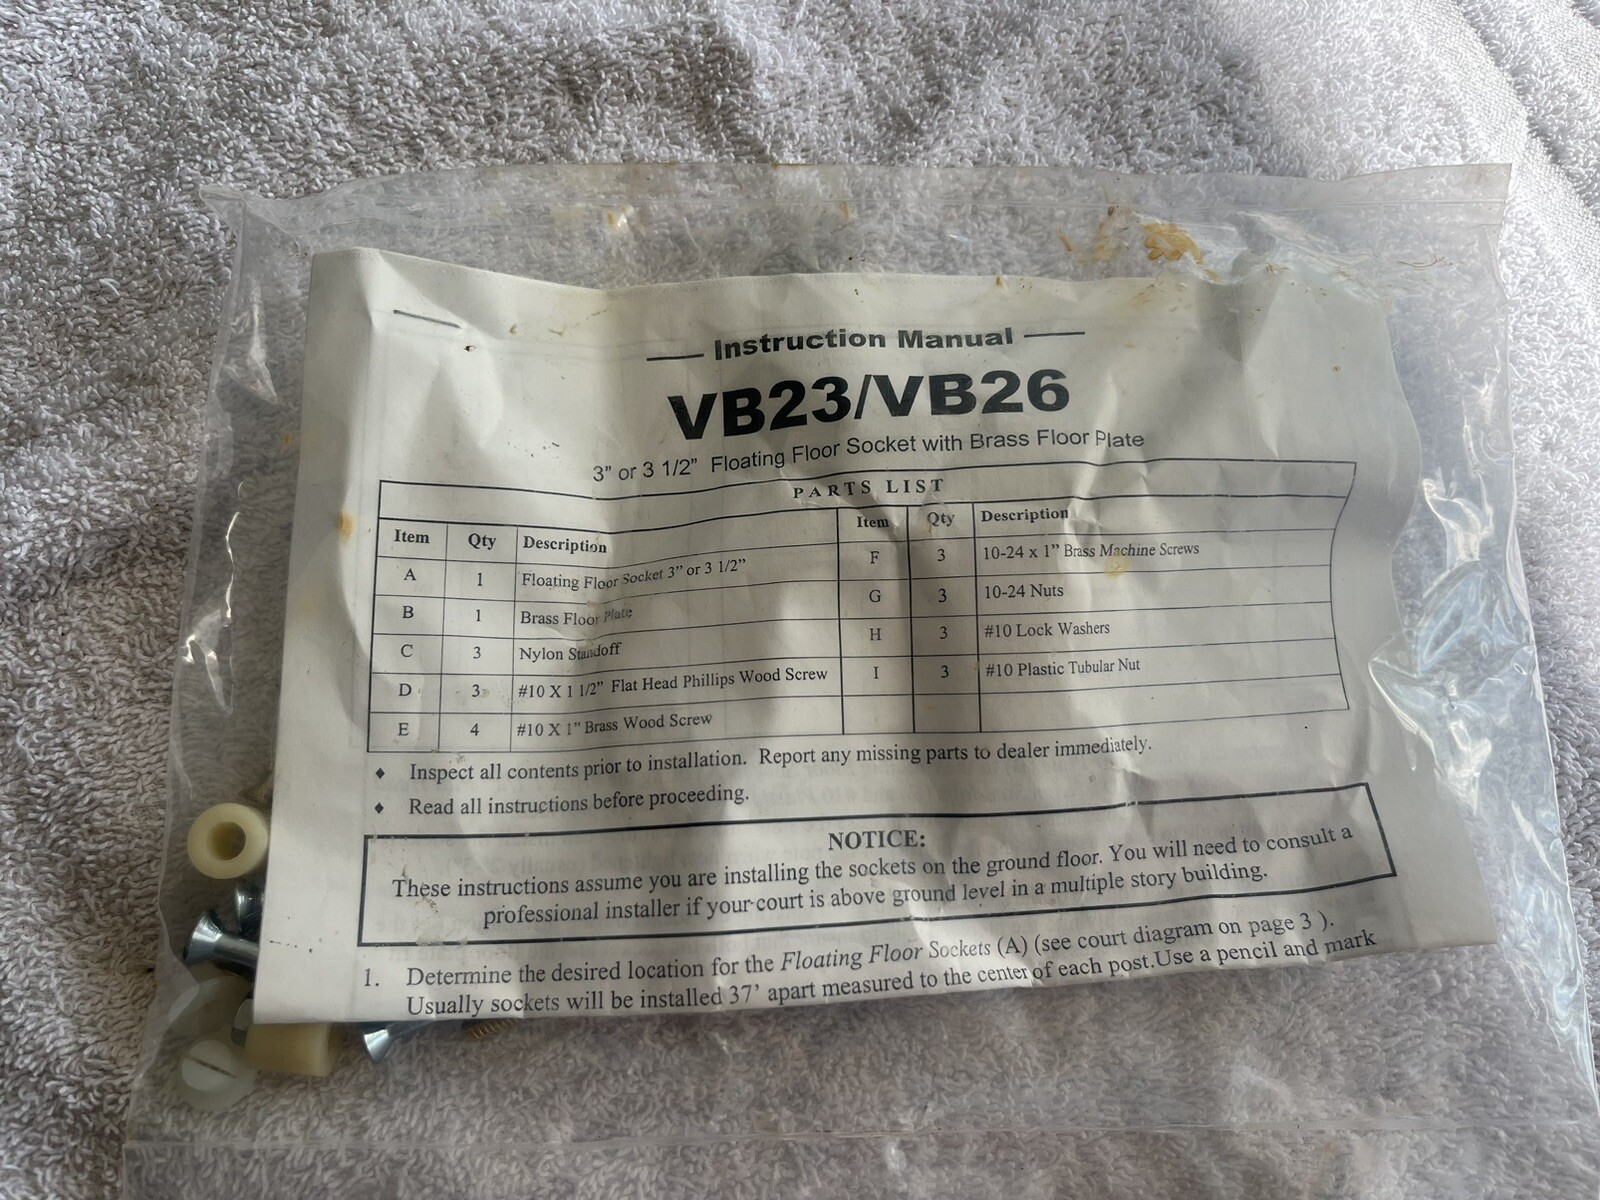 Instruction Manual
VB23/VB26
3” or 3 1/2” Floating Floor Socket with Brass Floor Plate
PARTS LIST
Item Qty Description Item Qty Description
A 1 Floating Floor Socket 3” or 3 1/2” F 3 10-24 x 1” Brass Machine Screws
B 1 Brass Floor Plate G 3 10-24 Nuts
C 3 Nylon Standoff H 3 #10 Lock Washers
D 3 #10 X 1 1/2” Flat Head Phillips Wood Screw I 3 #10 Plastic Tubular Nut
E 4 #10 X 1” Brass Wood Screw
♦ Inspect all contents prior to installation. Report any missing parts to dealer immediately.
♦ Read all instructions before proceeding.
NOTICE:
These instructions assume you are installing the sockets on the ground floor. You will need to consult a
professional installer if your court is above ground level in a multiple story building.
1. Determine the desired location for the Floating Floor Sockets (A) (see court diagram on page 3 ).
Usually sockets will be installed 37’ apart measured to the center of each post.Use a pencil and mark